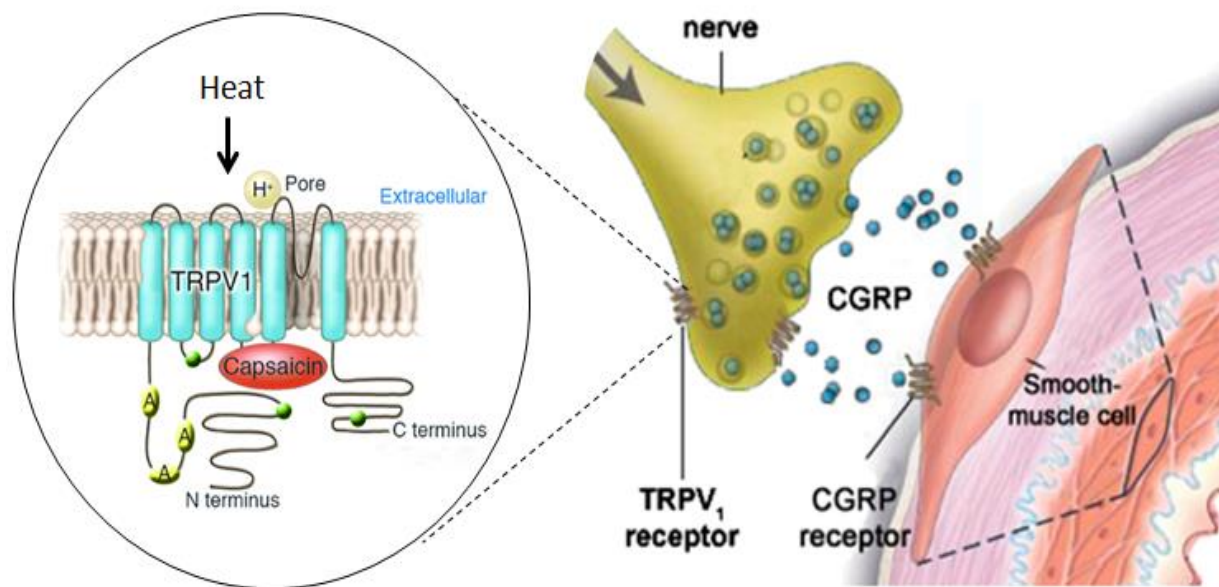 Heat
H+
Pore
Extracellular
TRPV1
Capsaicin
A
A
A
C terminus
N terminus
nerve
CGRP
Smooth-
muscle cell
TRPV1
receptor
CGRP
receptor